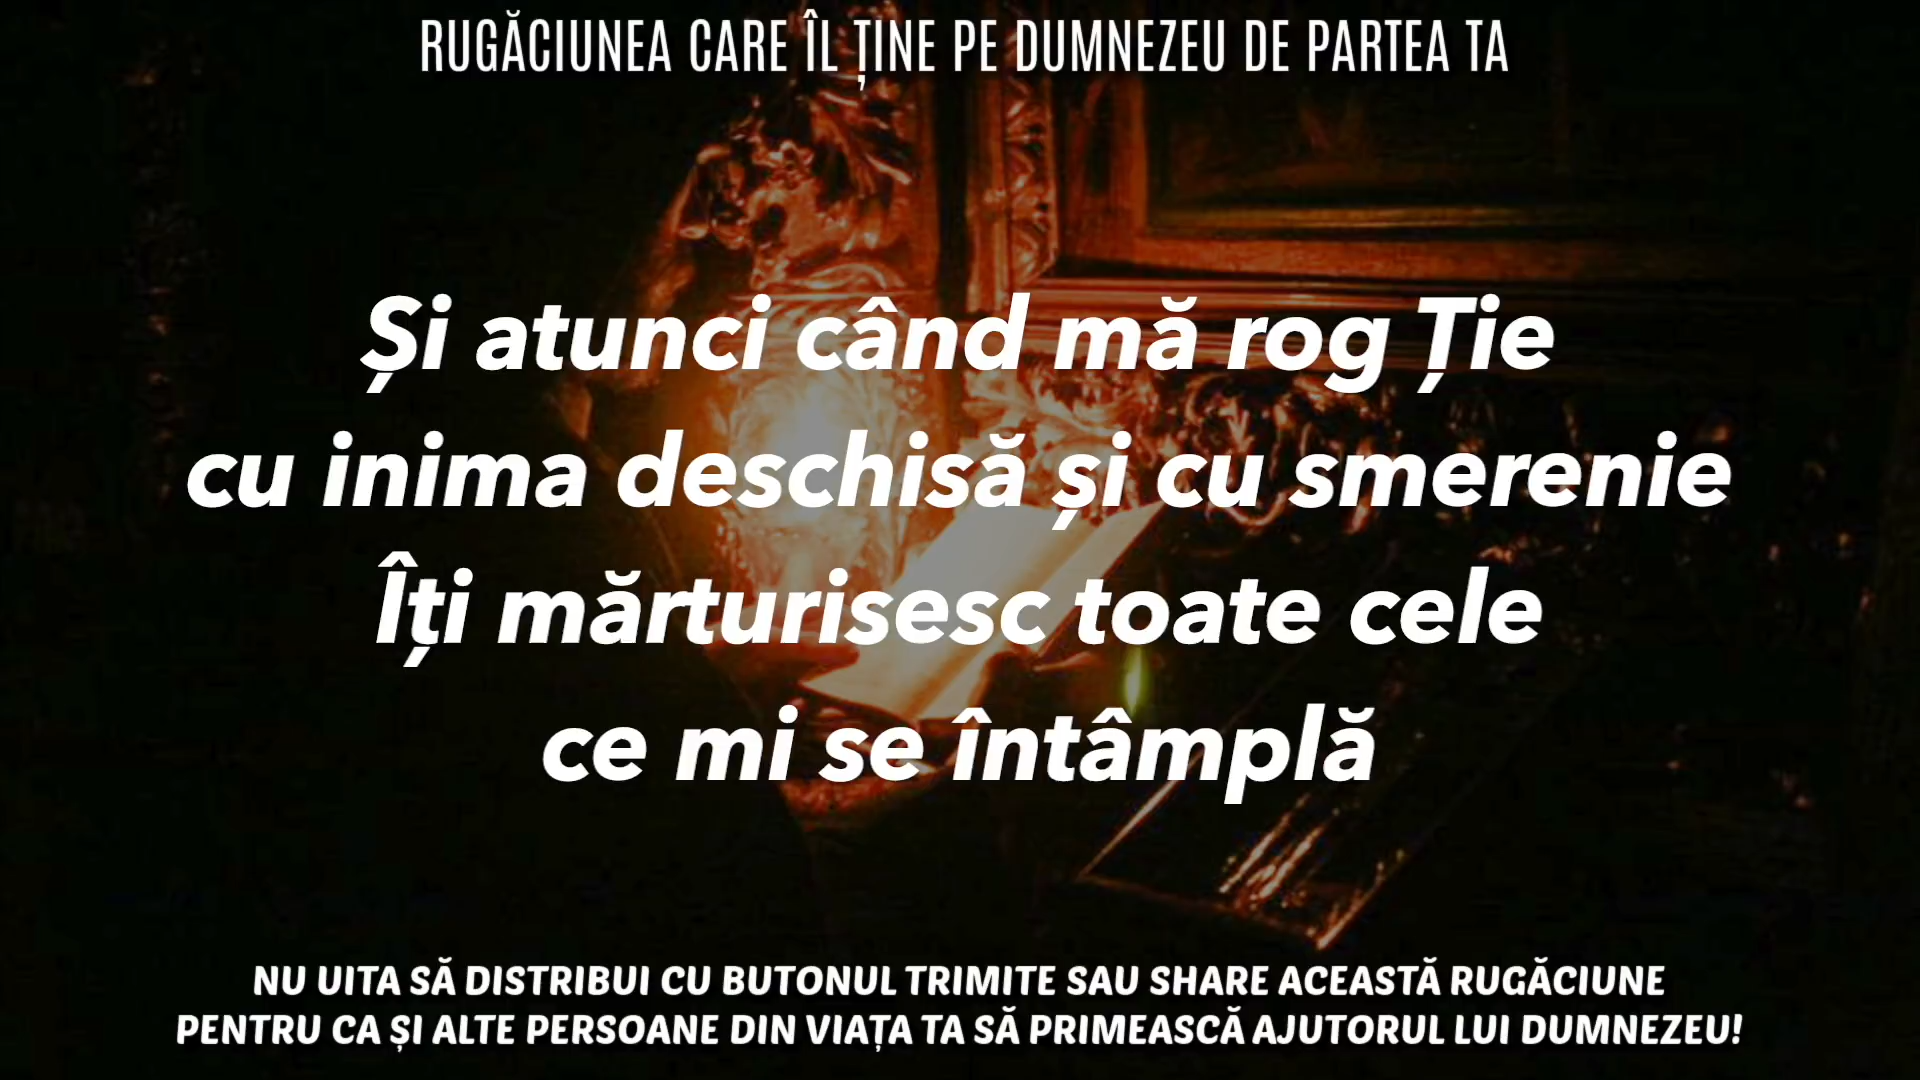 RUGĂCIUNEA CARE ÎL ȚINE PE DUMNEZEU DE PARTEA TA
Și atunci când mă rog Ție
cu inima deschisă și cu smerenie
Îți mărturisesc toate cele
ce mi se întâmplă
NU UITA SĂ DISTRIBUI CU BUTONUL TRIMITE SAU SHARE ACEASTĂ RUGĂCIUNE
PENTRU CA ȘI ALTE PERSOANE DIN VIAȚA TA SĂ PRIMEASCĂ AJUTORUL LUI DUMNEZEU!